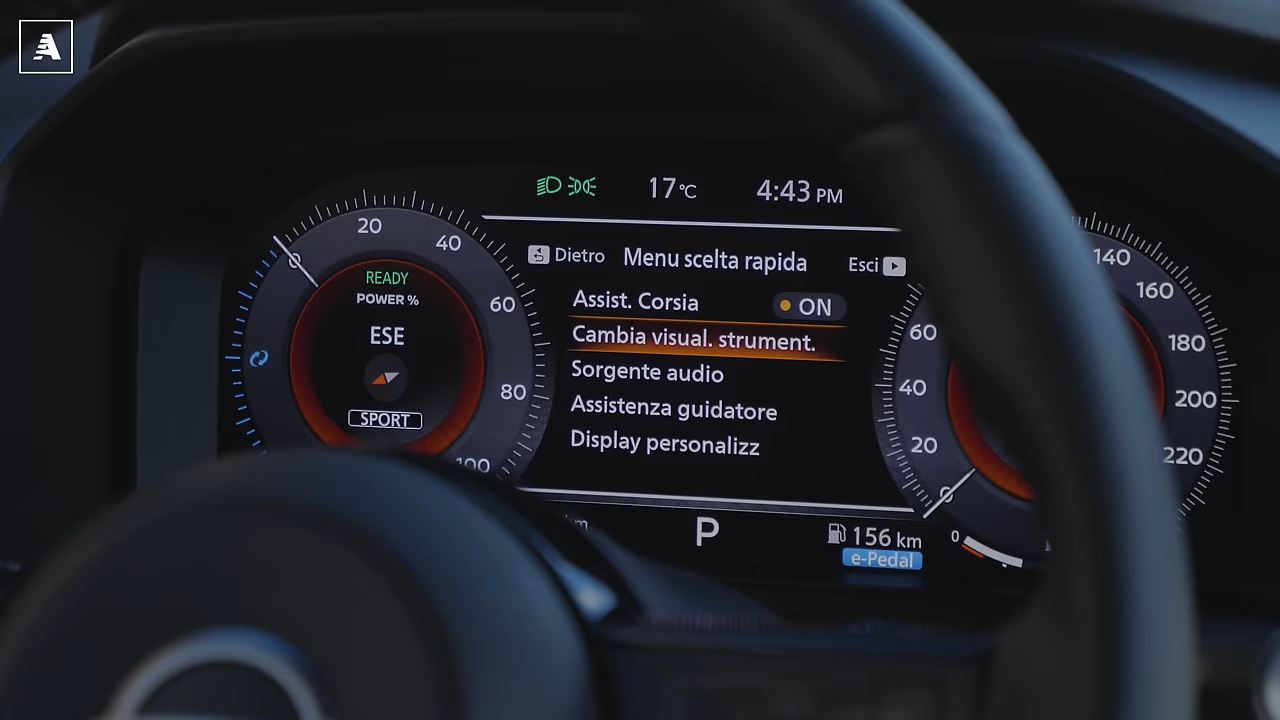 A
17°C
4:43 PM
Dietro
Menu scelta rapida
Esci
Assist. Corsia
ON
Cambia visual. strument.
Sorgente audio
Assistenza guidatore
Display personalizz
0
20
40
60
80
100
READY
POWER %
ESE
SPORT
km
P
156 km
e-Pedal
0
20
40
60
140
160
180
200
220
0